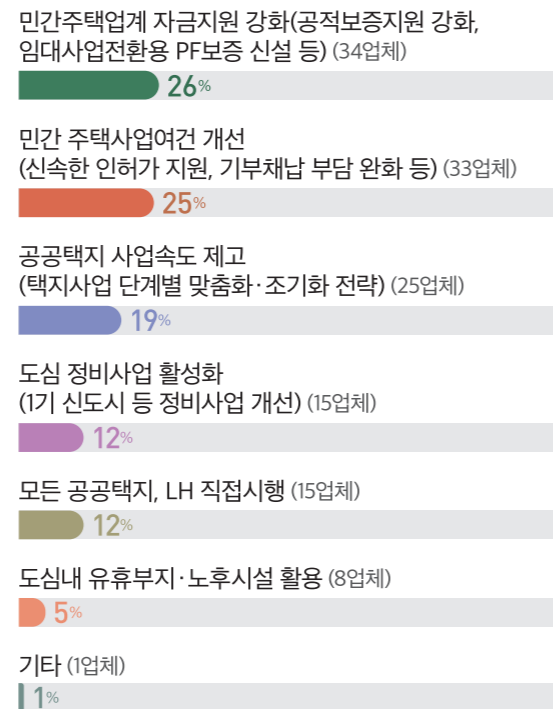 민간주택업계 자금지원 강화(공적보증지원 강화,
임대사업전환용 PF보증 신설 등) (34업체)
26%
민간 주택사업여건 개선
(신속한 인허가 지원, 기부채납 부담 완화 등) (33업체)
25%
공공택지 사업속도 제고
(택지사업 단계별 맞춤화·조기화 전략) (25업체)
19%
도심 정비사업 활성화
(1기 신도시 등 정비사업 개선) (15업체)
12%
모든 공공택지, LH 직접시행 (15업체)
12%
도심내 유휴부지·노후시설 활용 (8업체)
5%
기타 (1업체)
1%